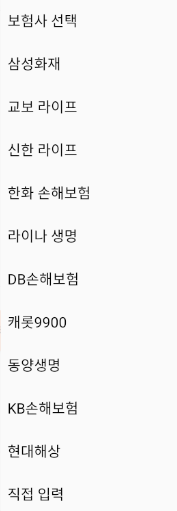 보험사 선택
삼성화재
교보 라이프
신한 라이프
한화 손해보험
라이나 생명
DB손해보험
캐롯9900
동양생명
KB손해보험
현대해상
직접 입력